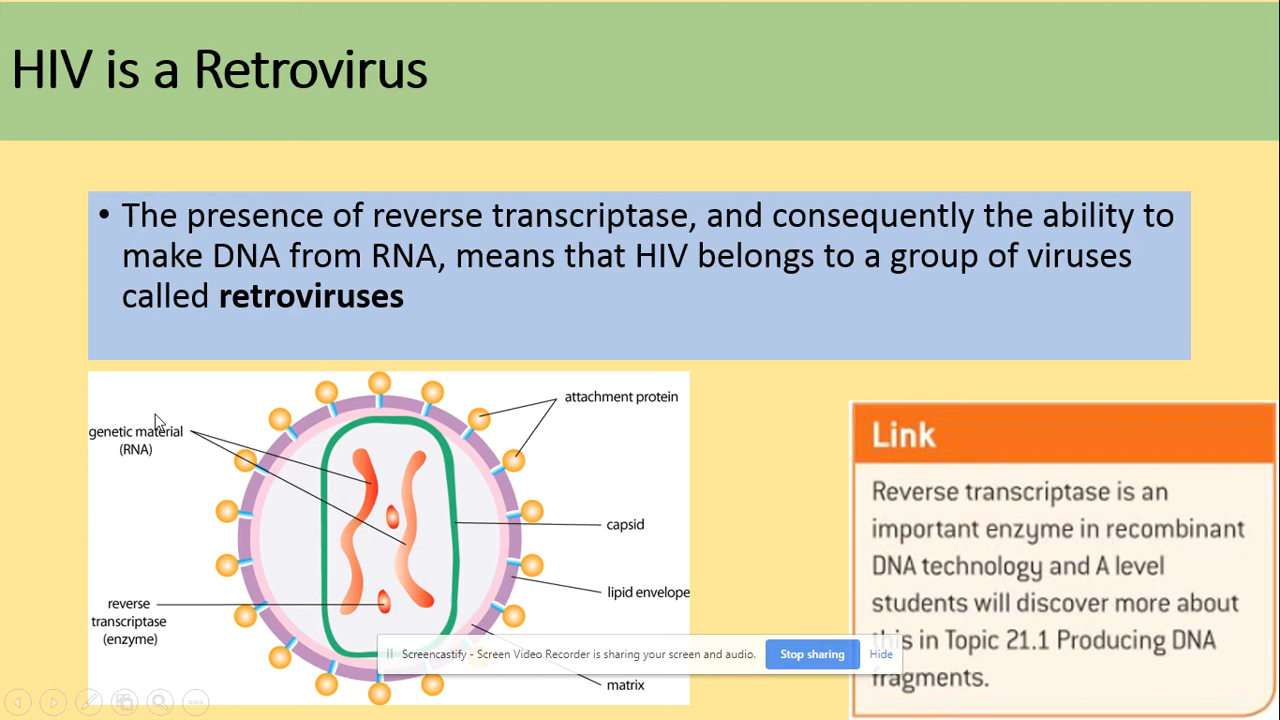 HIV is a Retrovirus
• The presence of reverse transcriptase, and consequently the ability to
make DNA from RNA, means that HIV belongs to a group of viruses
called retroviruses
genetic material
(RNA)
reverse
transcriptase
(enzyme)
attachment protein
capsid
lipid envelope
matrix
Link
Reverse transcriptase is an
important enzyme in recombinant
DNA technology and A level
students will discover more about
this in Topic 21.1 Producing DNA
fragments.
Screencastify - Screen Video Recorder is sharing your screen and audio.
Stop sharing
Hide